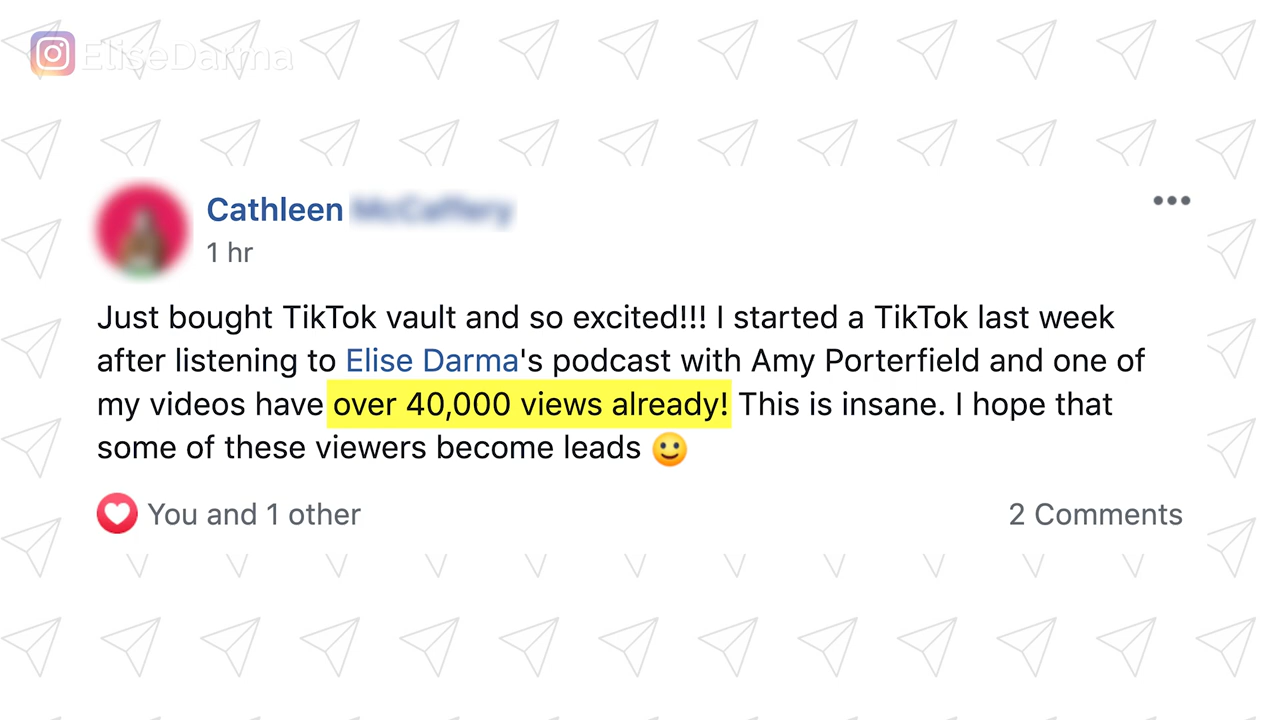 EliseDarma
Cathleen
1 hr
Just bought TikTok vault and so excited!!! I started a TikTok last week
after listening to Elise Darma's podcast with Amy Porterfield and one of
my videos have over 40,000 views already! This is insane. I hope that
some of these viewers become leads 🙂
You and 1 other
2 Comments